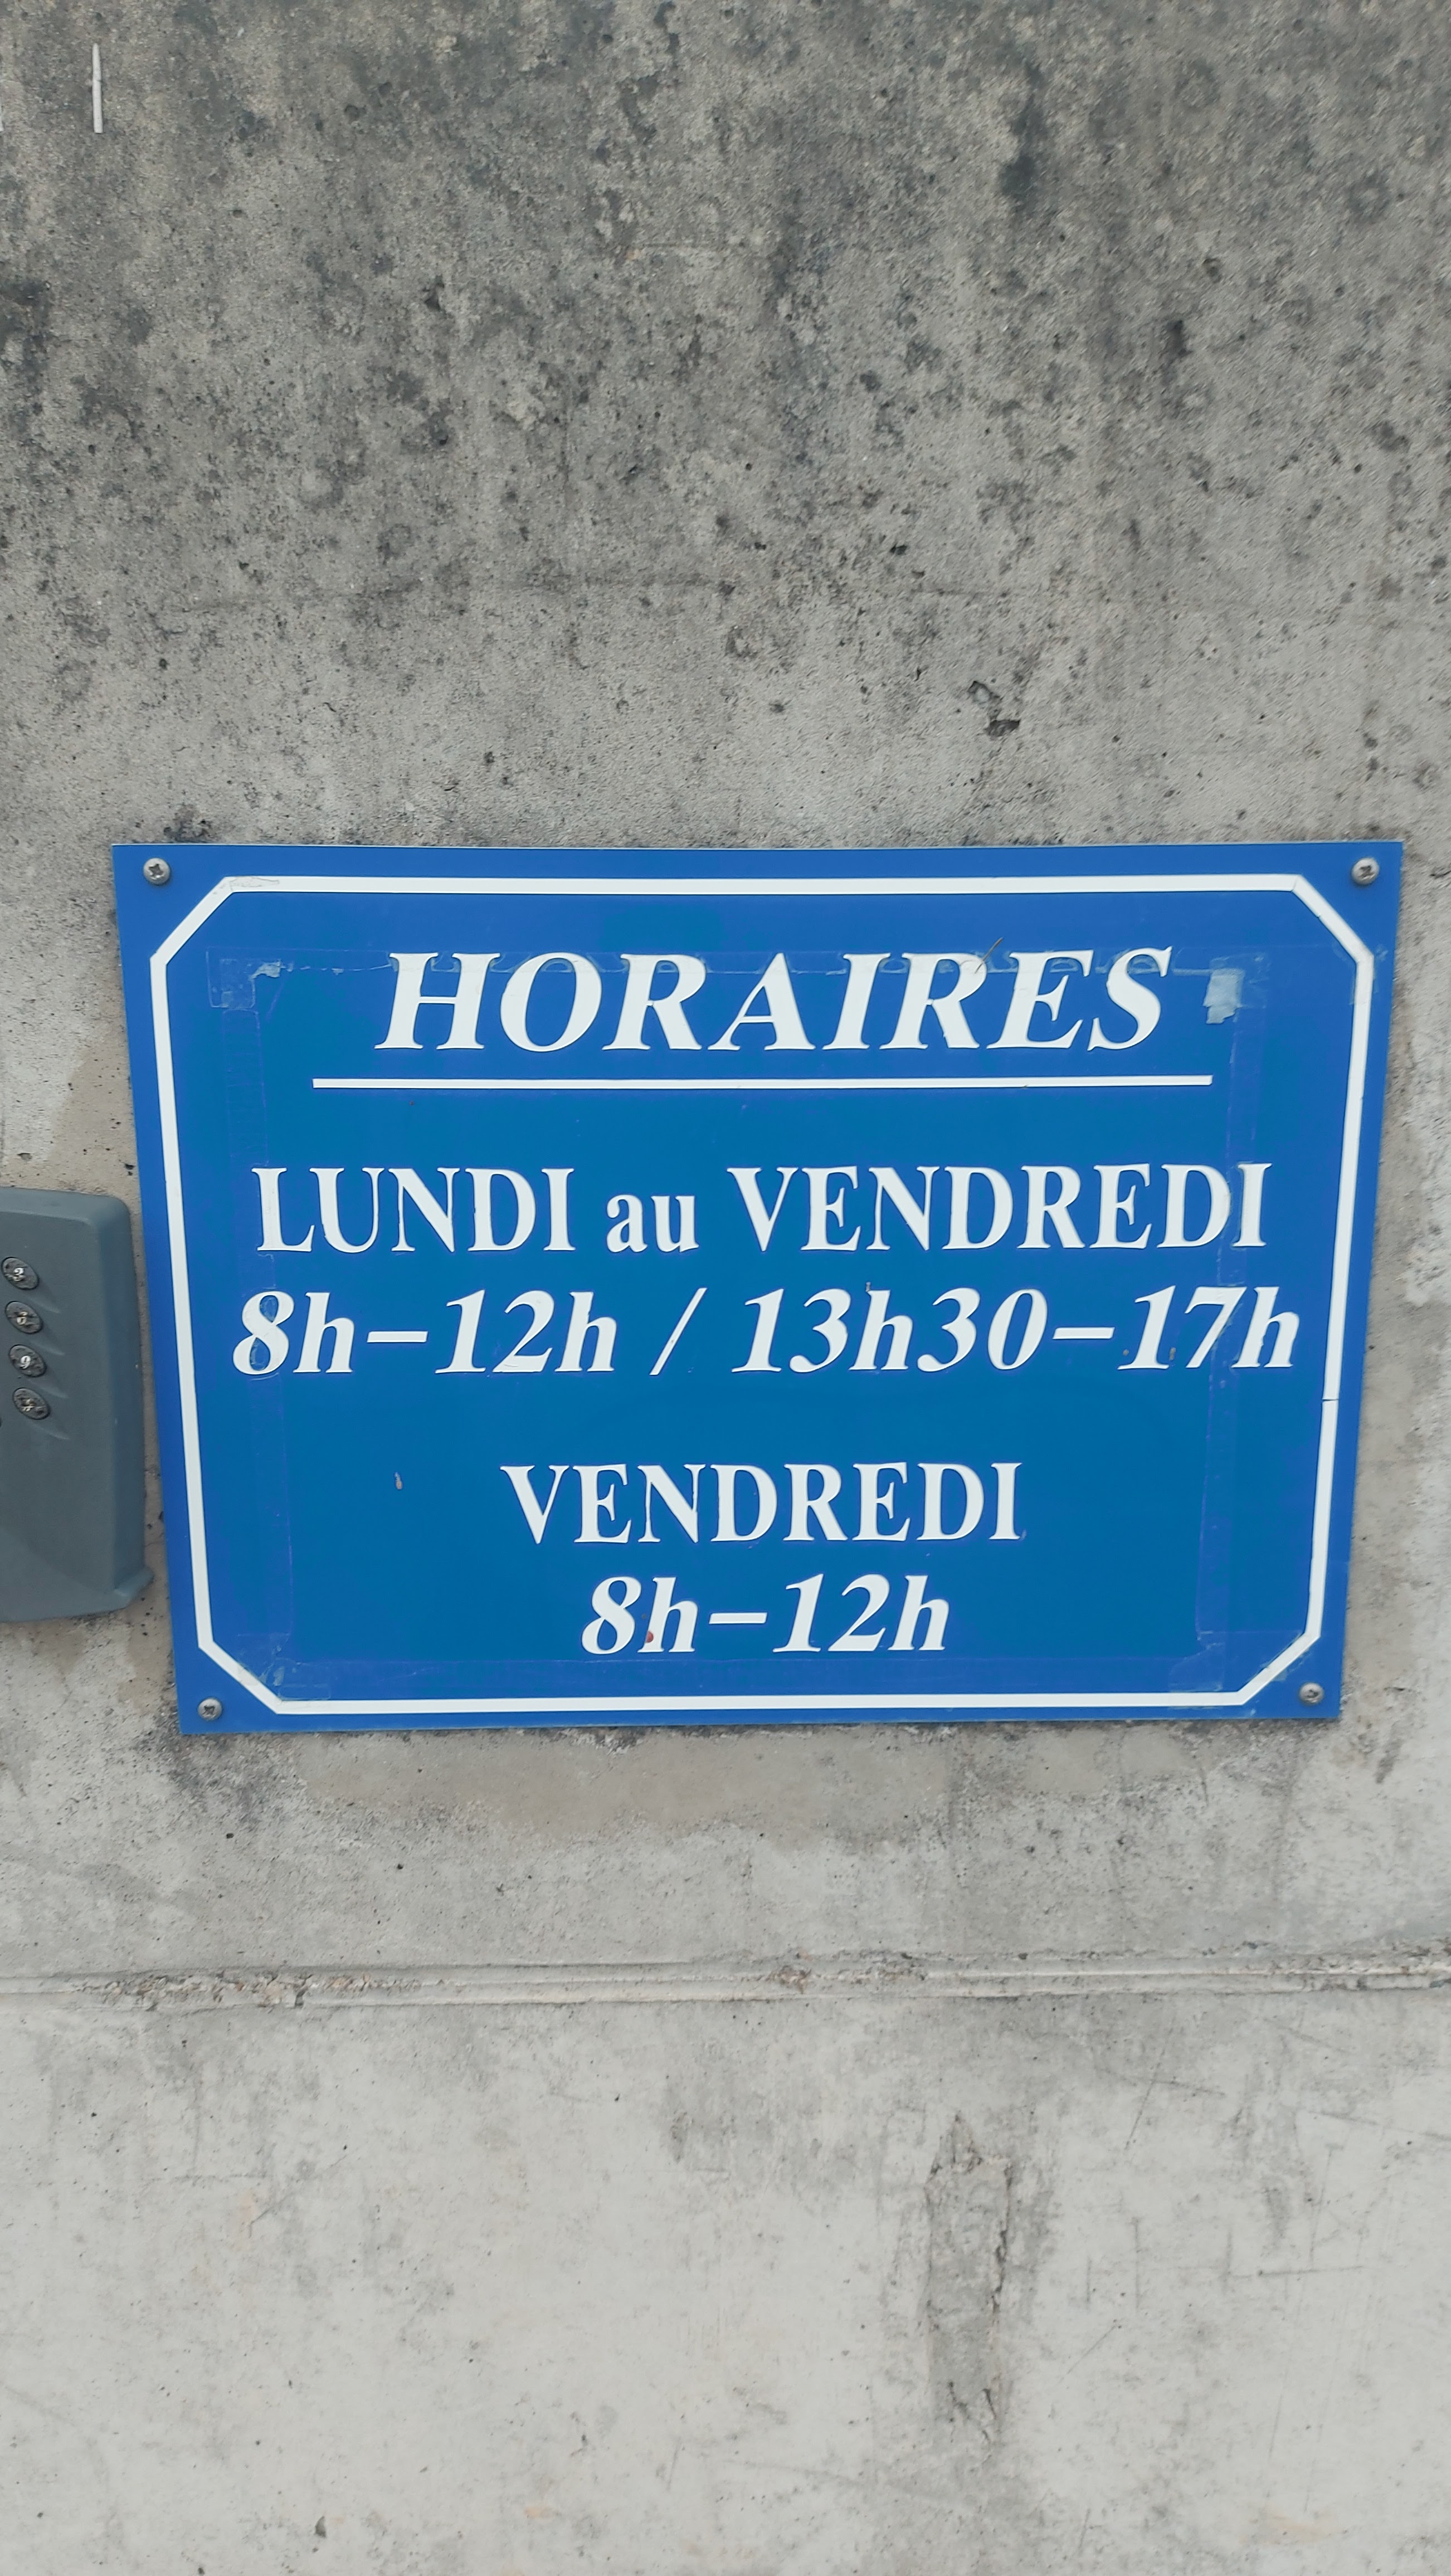 HORAIRES
LUNDI au VENDREDI
8h-12h / 13h30-17h
VENDREDI
8h-12h